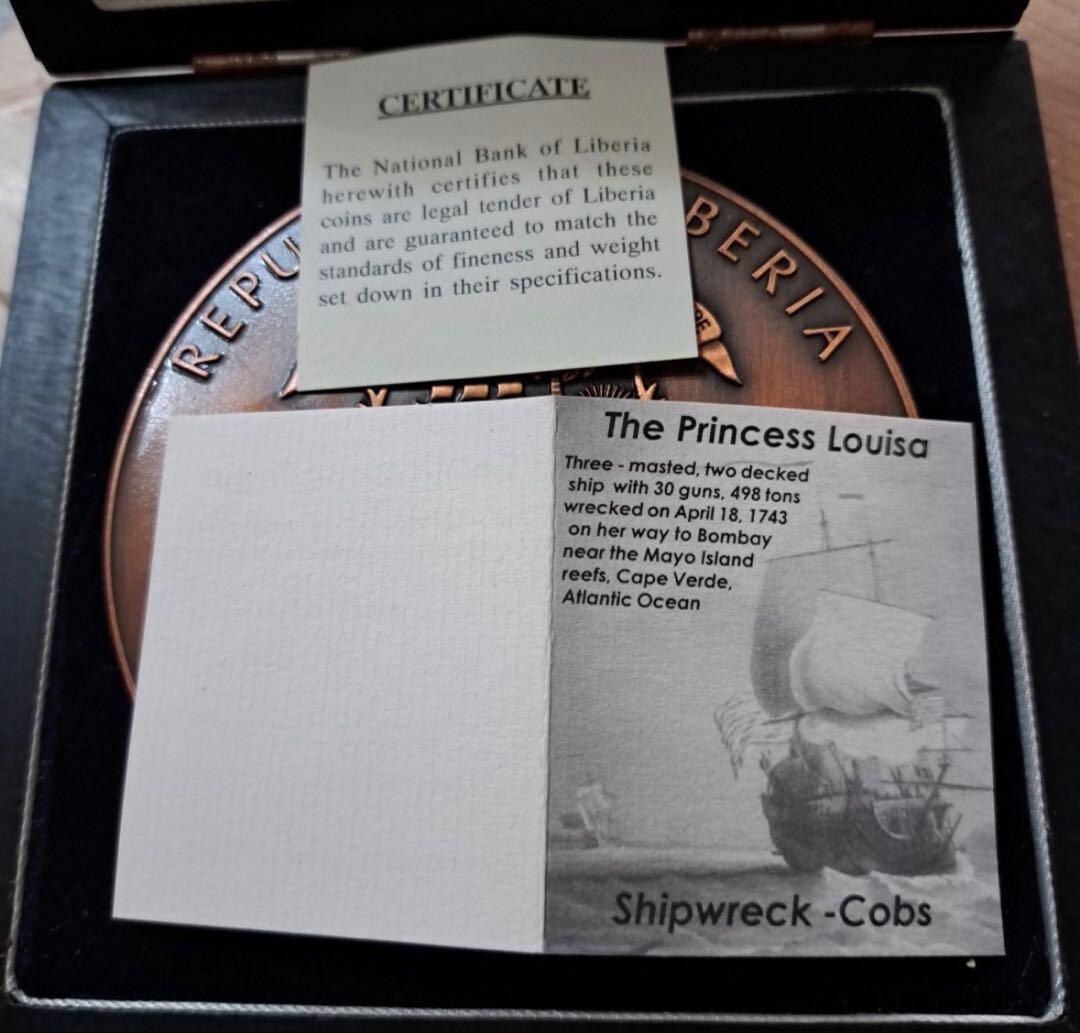 CERTIFICATE
The National Bank of Liberia
herewith certifies that these
coins are legal tender of Liberia
and are guaranteed to match the
standards of fineness and weight
set down in their specifications.
REPU
BERIA
The Princess Louisa
Three - masted, two decked
ship with 30 guns, 498 tons
wrecked on April 18, 1743
on her way to Bombay
near the Mayo Island
reefs, Cape Verde,
Atlantic Ocean
Shipwreck -Cobs